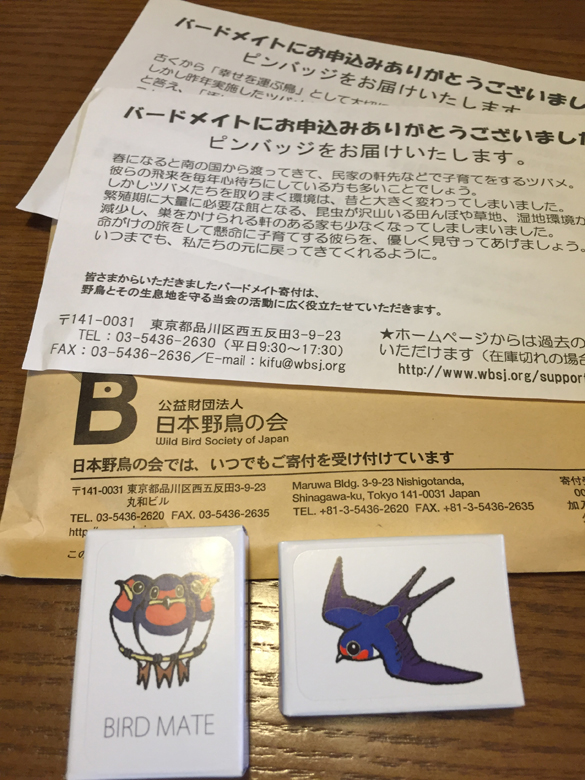 バードメイトにお申込みありがとうございまし
ピンバッジをお届けいたします。
古くから「幸せを運ぶ鳥」として大切に
しかし昨年実施したツバメ
と答え、
バードメイトにお申込みありがとうございました
ピンバッジをお届けいたします。
春になると南の国から渡ってきて、民家の軒先などで子育てをするツバメ。
彼らの飛来を毎年心待ちにしている方も多いことでしょう。
しかしツバメたちを取りまく環境は、昔と大きく変わってしまいました。
繁殖期に大量に必要な餌となる、昆虫が沢山いる田んぼや草地、湿地環境が
減少し、巣をかけられる軒のある家も少なくなってしましまいました。
命がけの旅をして懸命に子育てする彼らを、優しく見守ってあげましょう。
いつまでも、私たちの元に戻ってきてくれるように。
皆さまからいただきましたバードメイト寄付は、
野鳥とその生息地を守る当会の活動に広く役立たせていただきます。
〒141-0031 東京都品川区西五反田3-9-23
TEL:03-5436-2630(平日9:30~17:30)
FAX:03-5436-2636/E-mail:kifu@wbsj.org
★ホームページからは過去の
いただけます(在庫切れの場合
http://www.wbsj.org/support
公益財団法人
日本野鳥の会
Wild Bird Society of Japan
日本野鳥の会では、いつでもご寄付を受け付けています
〒141-0031 東京都品川区西五反田3-9-23
丸和ビル
TEL. 03-5436-2620 FAX. 03-5436-2635
Maruwa Bldg. 3-9-23 Nishigotanda,
Shinagawa-ku, Tokyo 141-0031 Japan
TEL. +81-3-5436-2620 FAX. +81-3-5436-2635
寄付
00
加入
日
BIRD MATE